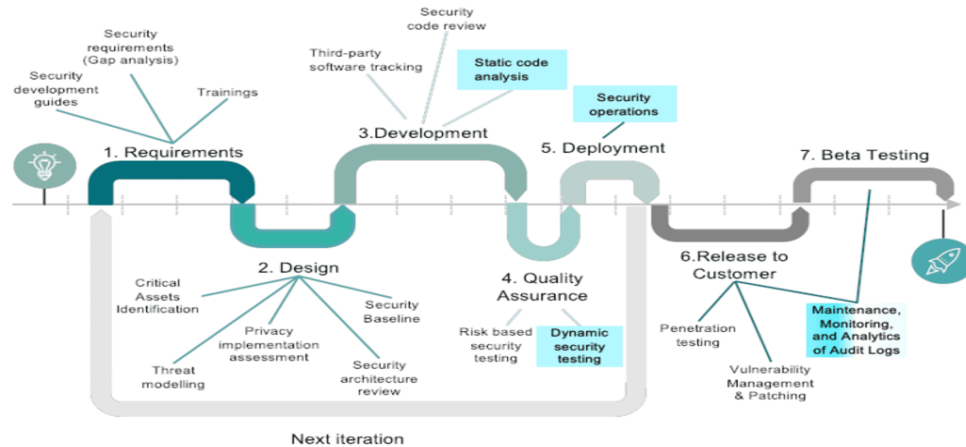 Security
code review
Security
requirements
(Gap analysis)
Third-party
software tracking
Static code
analysis
Security
development
guides
Trainings
Security
operations
3.Development
1. Requirements
5. Deployment
7. Beta Testing
2. Design
4. Quality
Assurance
6.Release to
Customer
Critical
Assets
Identification
Security
Baseline
Privacy
implementation
assessment
Risk based
security
testing
Dynamic
security
testing
Penetration
testing
Maintenance,
Monitoring,
and Analytics
of Audit Logs
Threat
modelling
Security
architecture
review
Vulnerability
Management
& Patching
Next iteration